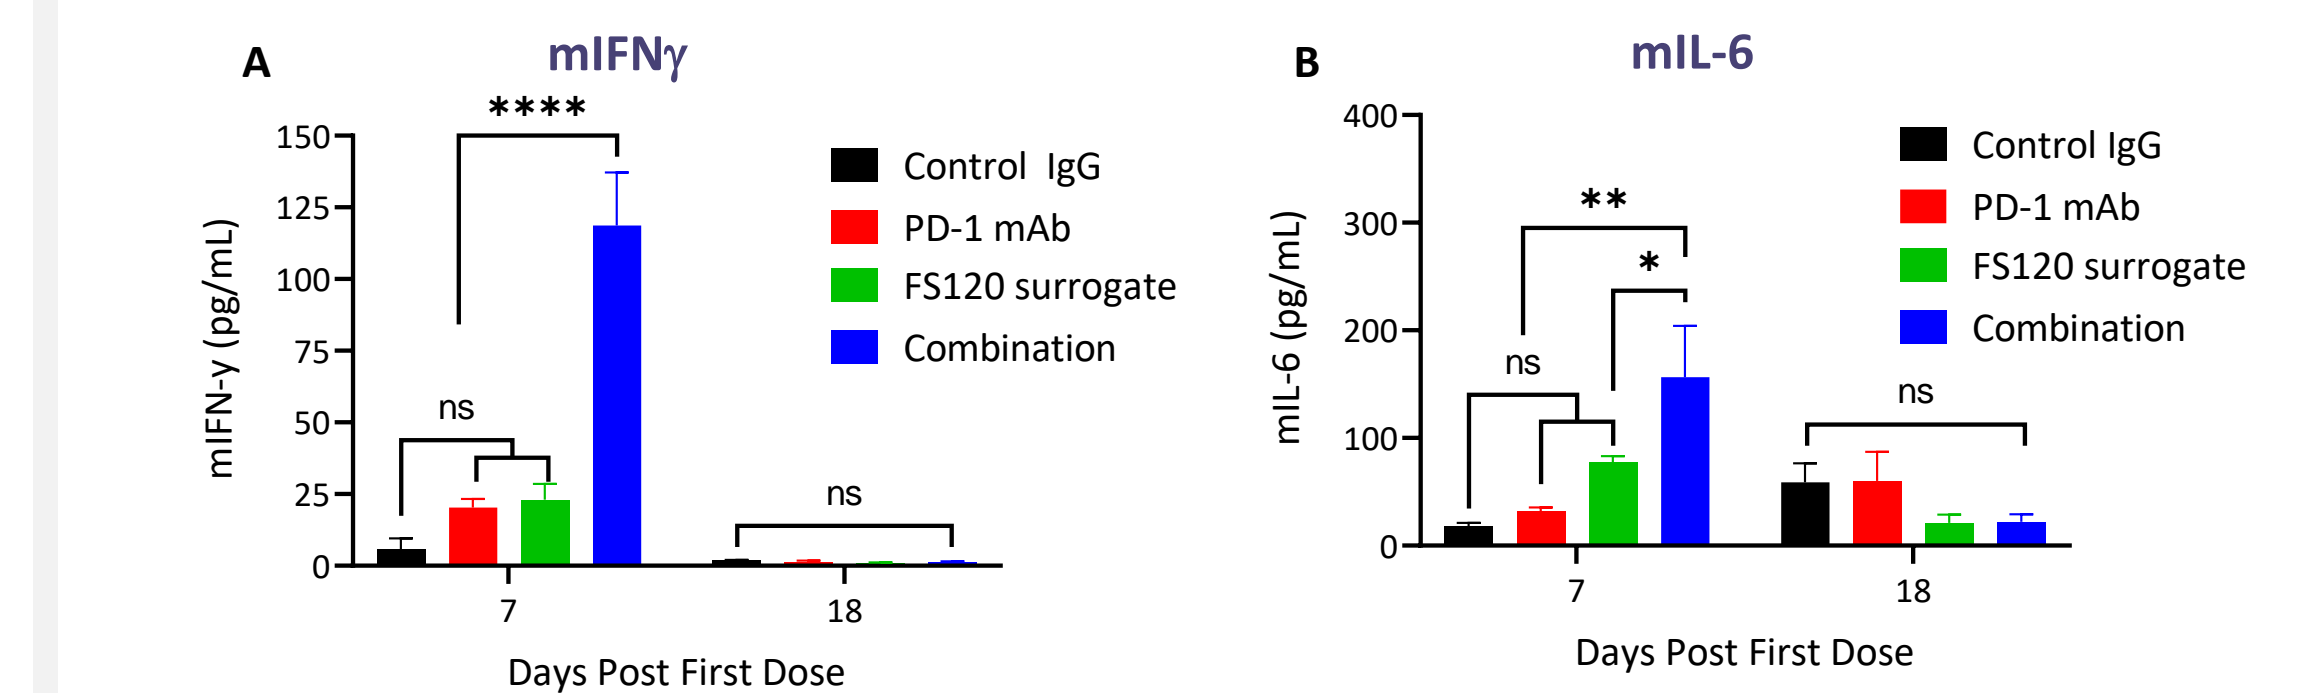 A
mIFNγ
****
150
125
100
75
50
25
0
mIFN-y (pg/mL)
ns
ns
Control IgG
PD-1 mAb
FS120 surrogate
Combination
7
18
Days Post First Dose
B
mIL-6
400
300
200
100
0
mIL-6 (pg/mL)
**
*
ns
ns
Control IgG
PD-1 mAb
FS120 surrogate
Combination
7
18
Days Post First Dose